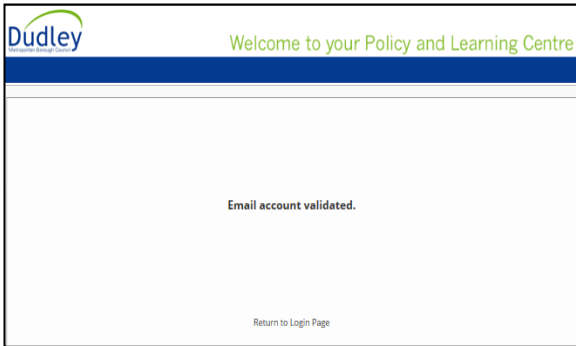 Dudley
Metropolitan Borough Council
Welcome to your Policy and Learning Centre
Email account validated.
Return to Login Page